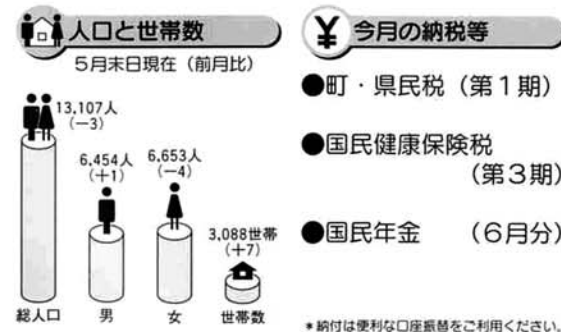 人口と世帯数
5月末日現在（前月比）
13,107人
（−3）
6,454人
（+1）
6,653人
（−4）
3,088世帯
（+7）
総人口
男
女
世帯数
¥ 今月の納税等
●町・県民税（第1期）
●国民健康保険税
（第3期）
●国民年金　（6月分）
＊納付は便利な口座振替をご利用ください。